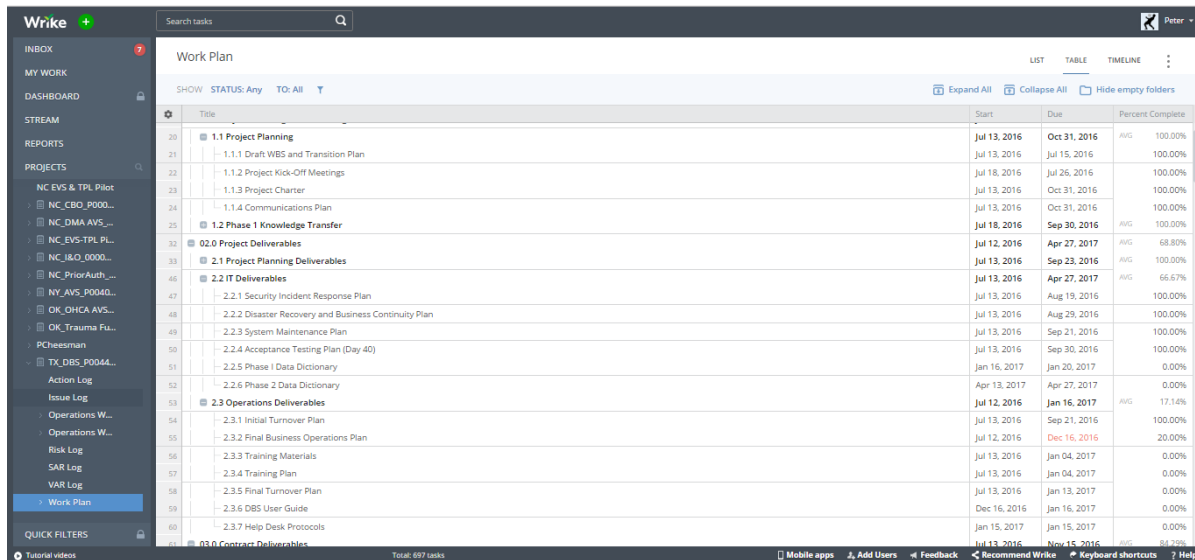 Wrike
Search tasks
Peter
INBOX 7
MY WORK
DASHBOARD
STREAM
REPORTS
PROJECTS
NC EVS & TPL Pilot
NC_CBO_P000...
NC_DMA AVS_...
NC_EVS-TPL Pi...
NC_I&O_0000...
NC_PriorAuth_...
NY_AVS_P0040...
OK_OHCA AVS...
OK_Trauma Fu...
PCheesman
TX_DBS_P0044...
Action Log
Issue Log
Operations W...
Operations W...
Risk Log
SAR Log
VAR Log
Work Plan
QUICK FILTERS
Work Plan
LIST TABLE TIMELINE
SHOW STATUS: Any TO: All
Expand All Collapse All Hide empty folders
Title Start Due Percent Complete
20 1.1 Project Planning Jul 13, 2016 Oct 31, 2016 AVG 100.00%
21 1.1.1 Draft WBS and Transition Plan Jul 13, 2016 Jul 15, 2016 100.00%
22 1.1.2 Project Kick-Off Meetings Jul 18, 2016 Jul 26, 2016 100.00%
23 1.1.3 Project Charter Jul 13, 2016 Oct 31, 2016 100.00%
24 1.1.4 Communications Plan Jul 13, 2016 Oct 31, 2016 100.00%
25 1.2 Phase 1 Knowledge Transfer Jul 18, 2016 Sep 30, 2016 AVG 100.00%
32 02.0 Project Deliverables Jul 12, 2016 Apr 27, 2017 AVG 68.80%
33 2.1 Project Planning Deliverables Jul 13, 2016 Sep 23, 2016 AVG 100.00%
46 2.2 IT Deliverables Jul 13, 2016 Apr 27, 2017 AVG 66.67%
47 2.2.1 Security Incident Response Plan Jul 13, 2016 Aug 19, 2016 100.00%
48 2.2.2 Disaster Recovery and Business Continuity Plan Jul 13, 2016 Aug 29, 2016 100.00%
49 2.2.3 System Maintenance Plan Jul 13, 2016 Sep 21, 2016 100.00%
50 2.2.4 Acceptance Testing Plan (Day 40) Jul 13, 2016 Sep 30, 2016 100.00%
51 2.2.5 Phase I Data Dictionary Jan 16, 2017 Jan 20, 2017 0.00%
52 2.2.6 Phase 2 Data Dictionary Apr 13, 2017 Apr 27, 2017 0.00%
53 2.3 Operations Deliverables Jul 12, 2016 Jan 16, 2017 AVG 17.14%
54 2.3.1 Initial Turnover Plan Jul 13, 2016 Sep 21, 2016 100.00%
55 2.3.2 Final Business Operations Plan Jul 12, 2016 Dec 16, 2016 20.00%
56 2.3.3 Training Materials Jul 13, 2016 Jan 04, 2017 0.00%
57 2.3.4 Training Plan Jul 13, 2016 Jan 04, 2017 0.00%
58 2.3.5 Final Turnover Plan Jul 13, 2016 Jan 13, 2017 0.00%
59 2.3.6 DBS User Guide Dec 16, 2016 Jan 16, 2017 0.00%
60 2.3.7 Help Desk Protocols Jan 15, 2017 Jan 15, 2017 0.00%
61 03.0 Contract Deliverables Jul 13, 2016 Nov 15, 2016 AVG 84.29%
Tutorial videos Total: 697 tasks Mobile apps Add Users Feedback Recommend Wrike Keyboard shortcuts ? Help